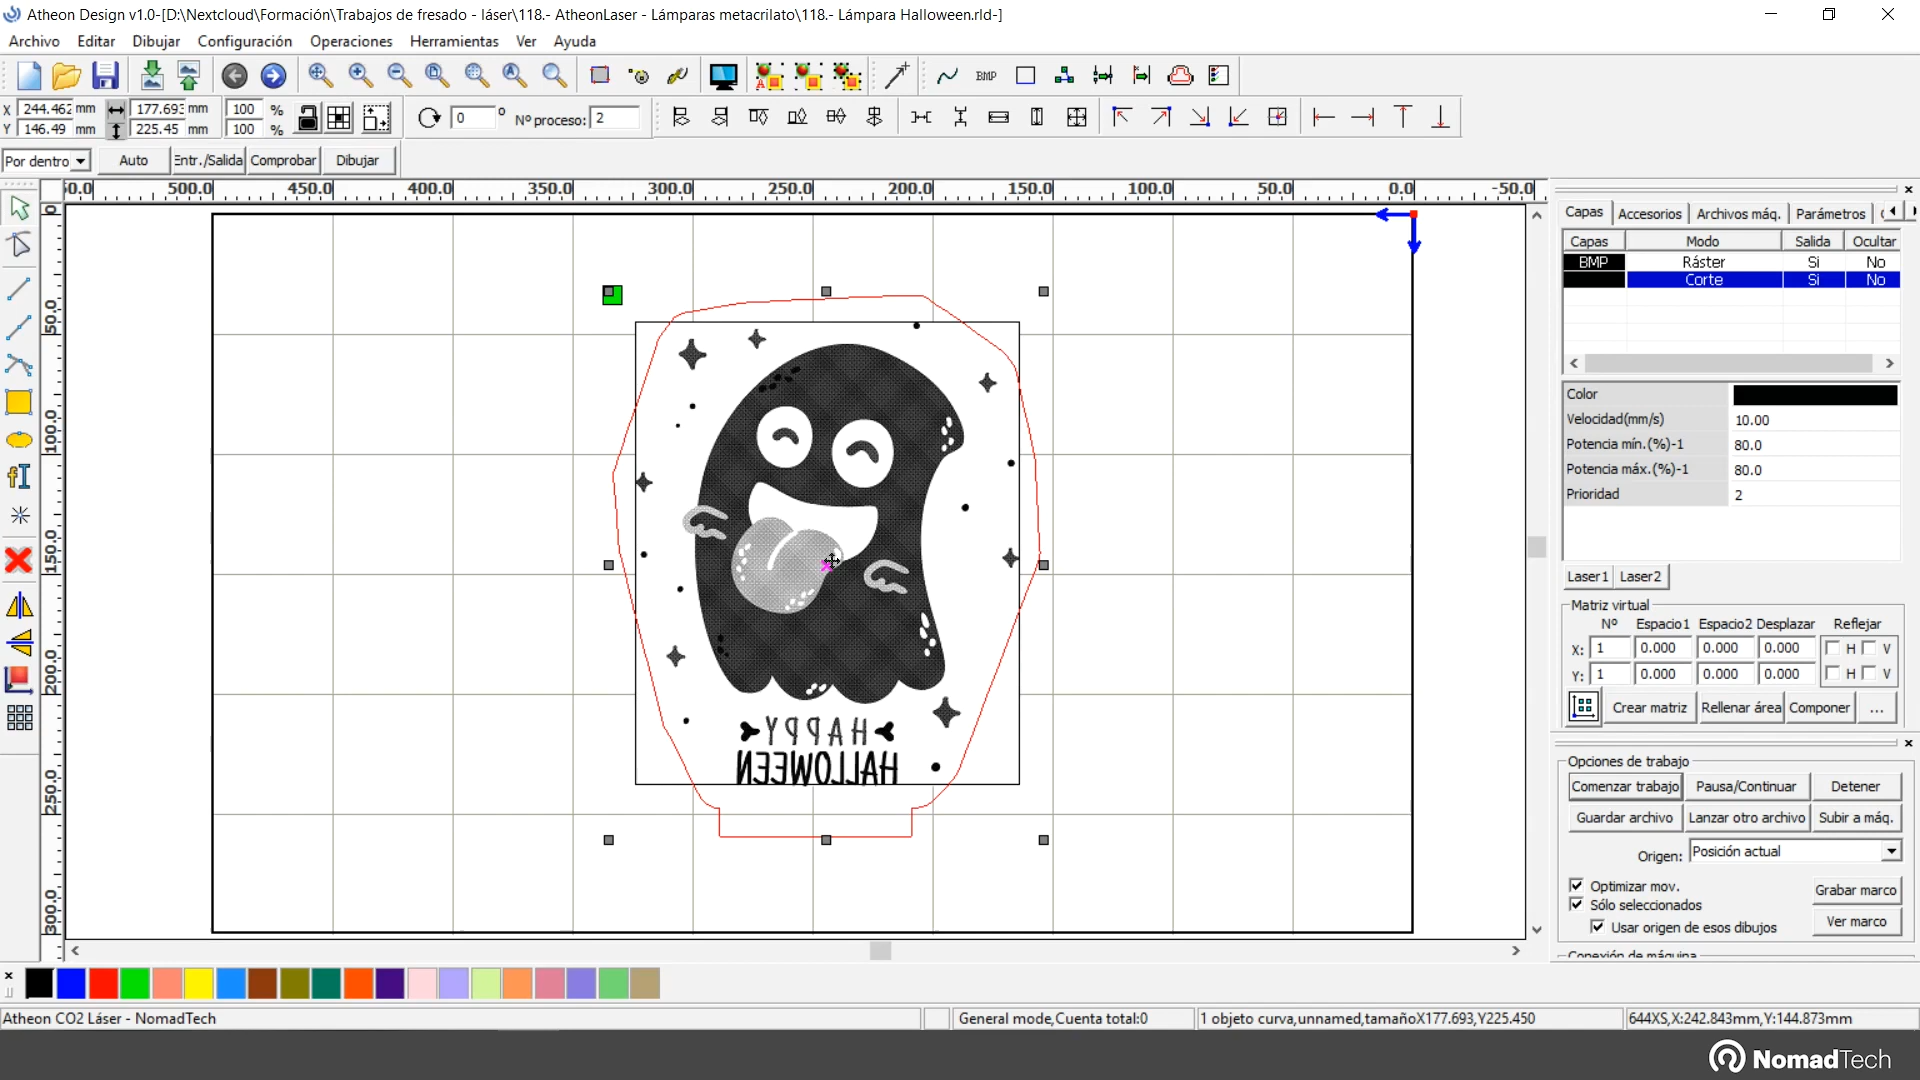 Atheon Design v1.0-[D:\Nextcloud\Formación\Trabajos de fresado - láser\118.- AtheonLaser - Lámparas metacrilato\118.- Lámpara Halloween.rld-]
Archivo Editar Dibujar Configuración Operaciones Herramientas Ver Ayuda
BMP
X 244.462 mm 177.693 mm 100 %
Y 146.49 mm 225.45 mm 100 %
0 ° Nº proceso: 2
Por dentro Auto Entr./Salida Comprobar Dibujar
500.0 450.0 400.0 350.0 300.0 250.0 200.0 150.0 100.0 50.0 0.0 -50.0
0
50.0
100.0
150.0
200.0
250.0
300.0
HAPPY
HALLOWEEN
Capas Accesorios Archivos máq. Parámetros
Capas Modo Salida Ocultar
BMP Ráster Si No
Corte Si No
Color
Velocidad(mm/s) 10.00
Potencia mín.(%)-1 80.0
Potencia máx.(%)-1 80.0
Prioridad 2
Laser1 Laser2
Matriz virtual
Nº Espacio1 Espacio2 Desplazar Reflejar
X: 1 0.000 0.000 0.000 H V
Y: 1 0.000 0.000 0.000 H V
Crear matriz Rellenar área Componer ...
Opciones de trabajo
Comenzar trabajo Pausa/Continuar Detener
Guardar archivo Lanzar otro archivo Subir a máq.
Origen: Posición actual
Optimizar mov. Grabar marco
Sólo seleccionados
Usar origen de esos dibujos Ver marco
Conexión de máquina
Atheon CO2 Láser - NomadTech General mode,Cuenta total:0 1 objeto curva,unnamed,tamañoX177.693,Y225.450 644XS,X:242.843mm,Y:144.873mm
NomadTech